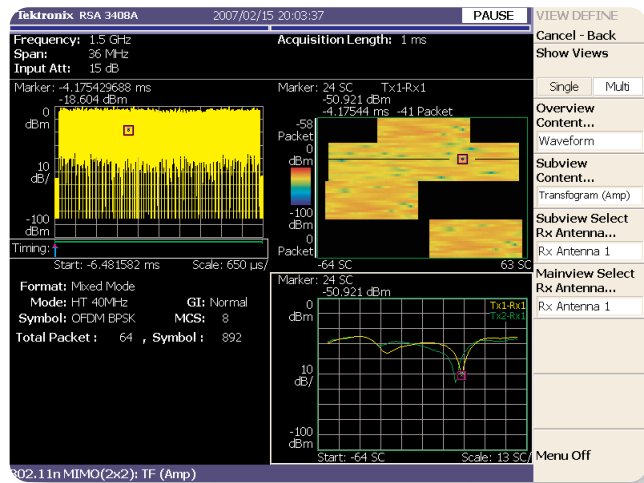 Tektronix RSA 3408A 2007/02/15 20:03:37 PAUSE
Frequency: 1.5 GHz Acquisition Length: 1 ms
Span: 36 MHz
Input Att: 15 dB
Marker: -4.175429688 ms
-18.604 dBm
0
dBm
10
dB/
-100
dBm
Timing:
Start: -6.481582 ms Scale: 650 µs/
Marker: 24 SC Tx1-Rx1
-50.921 dBm
-4.17544 ms -41 Packet
-58
Packet
0
dBm
-100
dBm
0
Packet
-64 SC 63 SC
Format: Mixed Mode
Mode: HT 40MHz GI: Normal
Symbol: OFDM BPSK MCS: 8
Total Packet : 64 , Symbol : 892
Marker: 24 SC
-50.921 dBm
0
dBm
Tx1-Rx1
Tx2-Rx1
10
dB/
-100
dBm
Start: -64 SC Scale: 13 SC/
802.11n MIMO(2x2): TF (Amp)
VIEW DEFINE
Cancel - Back
Show Views
Single Multi
Overview
Content...
Waveform
Subview
Content...
Transfogram (Amp)
Subview Select
Rx Antenna...
Rx Antenna 1
Mainview Select
Rx Antenna...
Rx Antenna 1
Menu Off